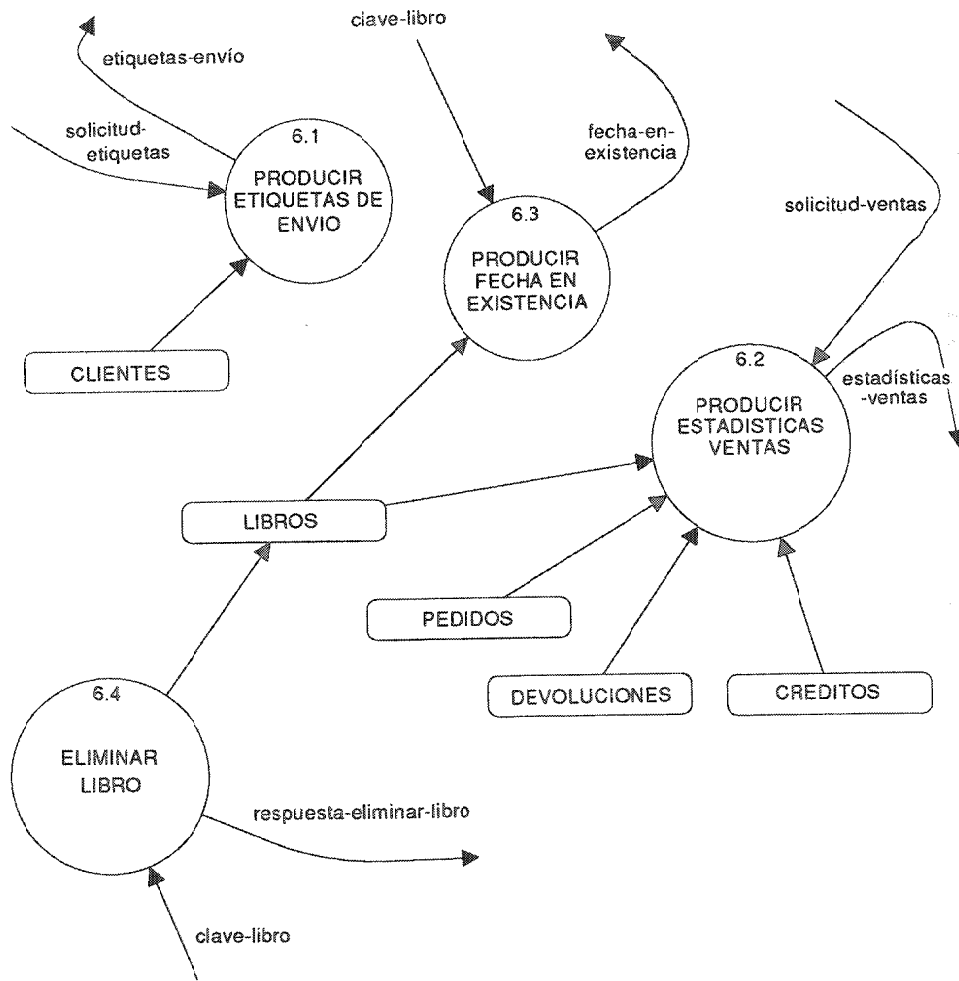 clave-libro
etiquetas-envío
solicitud-
etiquetas
6.1
PRODUCIR
ETIQUETAS DE
ENVIO
fecha-en-
existencia
6.3
PRODUCIR
FECHA EN
EXISTENCIA
solicitud-ventas
CLIENTES
6.2
PRODUCIR
ESTADISTICAS
VENTAS
estadísticas
-ventas
LIBROS
PEDIDOS
DEVOLUCIONES
CREDITOS
6.4
ELIMINAR
LIBRO
respuesta-eliminar-libro
clave-libro